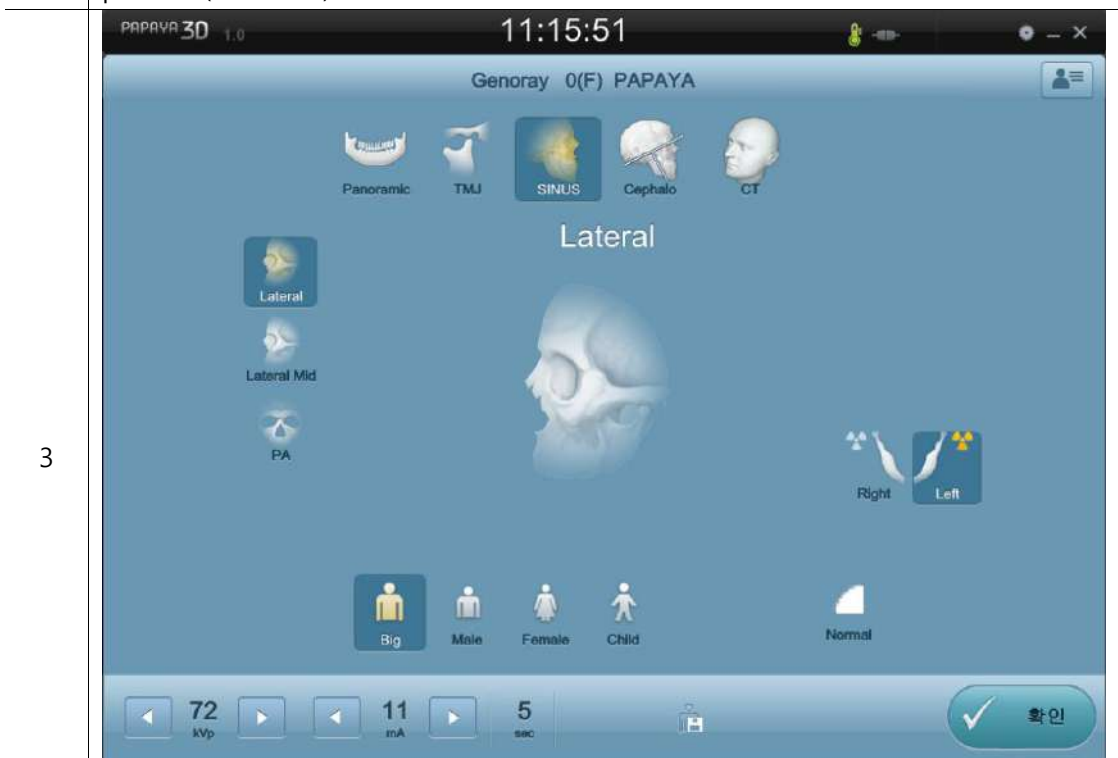 PAPAYA 3D 1.0
11:15:51
Genoray 0(F) PAPAYA
Panoramic
TMJ
SINUS
Cephalo
CT
Lateral
Lateral
Lateral Mid
PA
3
Right
Left
Big
Male
Female
Child
Normal
72
kVp
11
mA
5
sec
확인